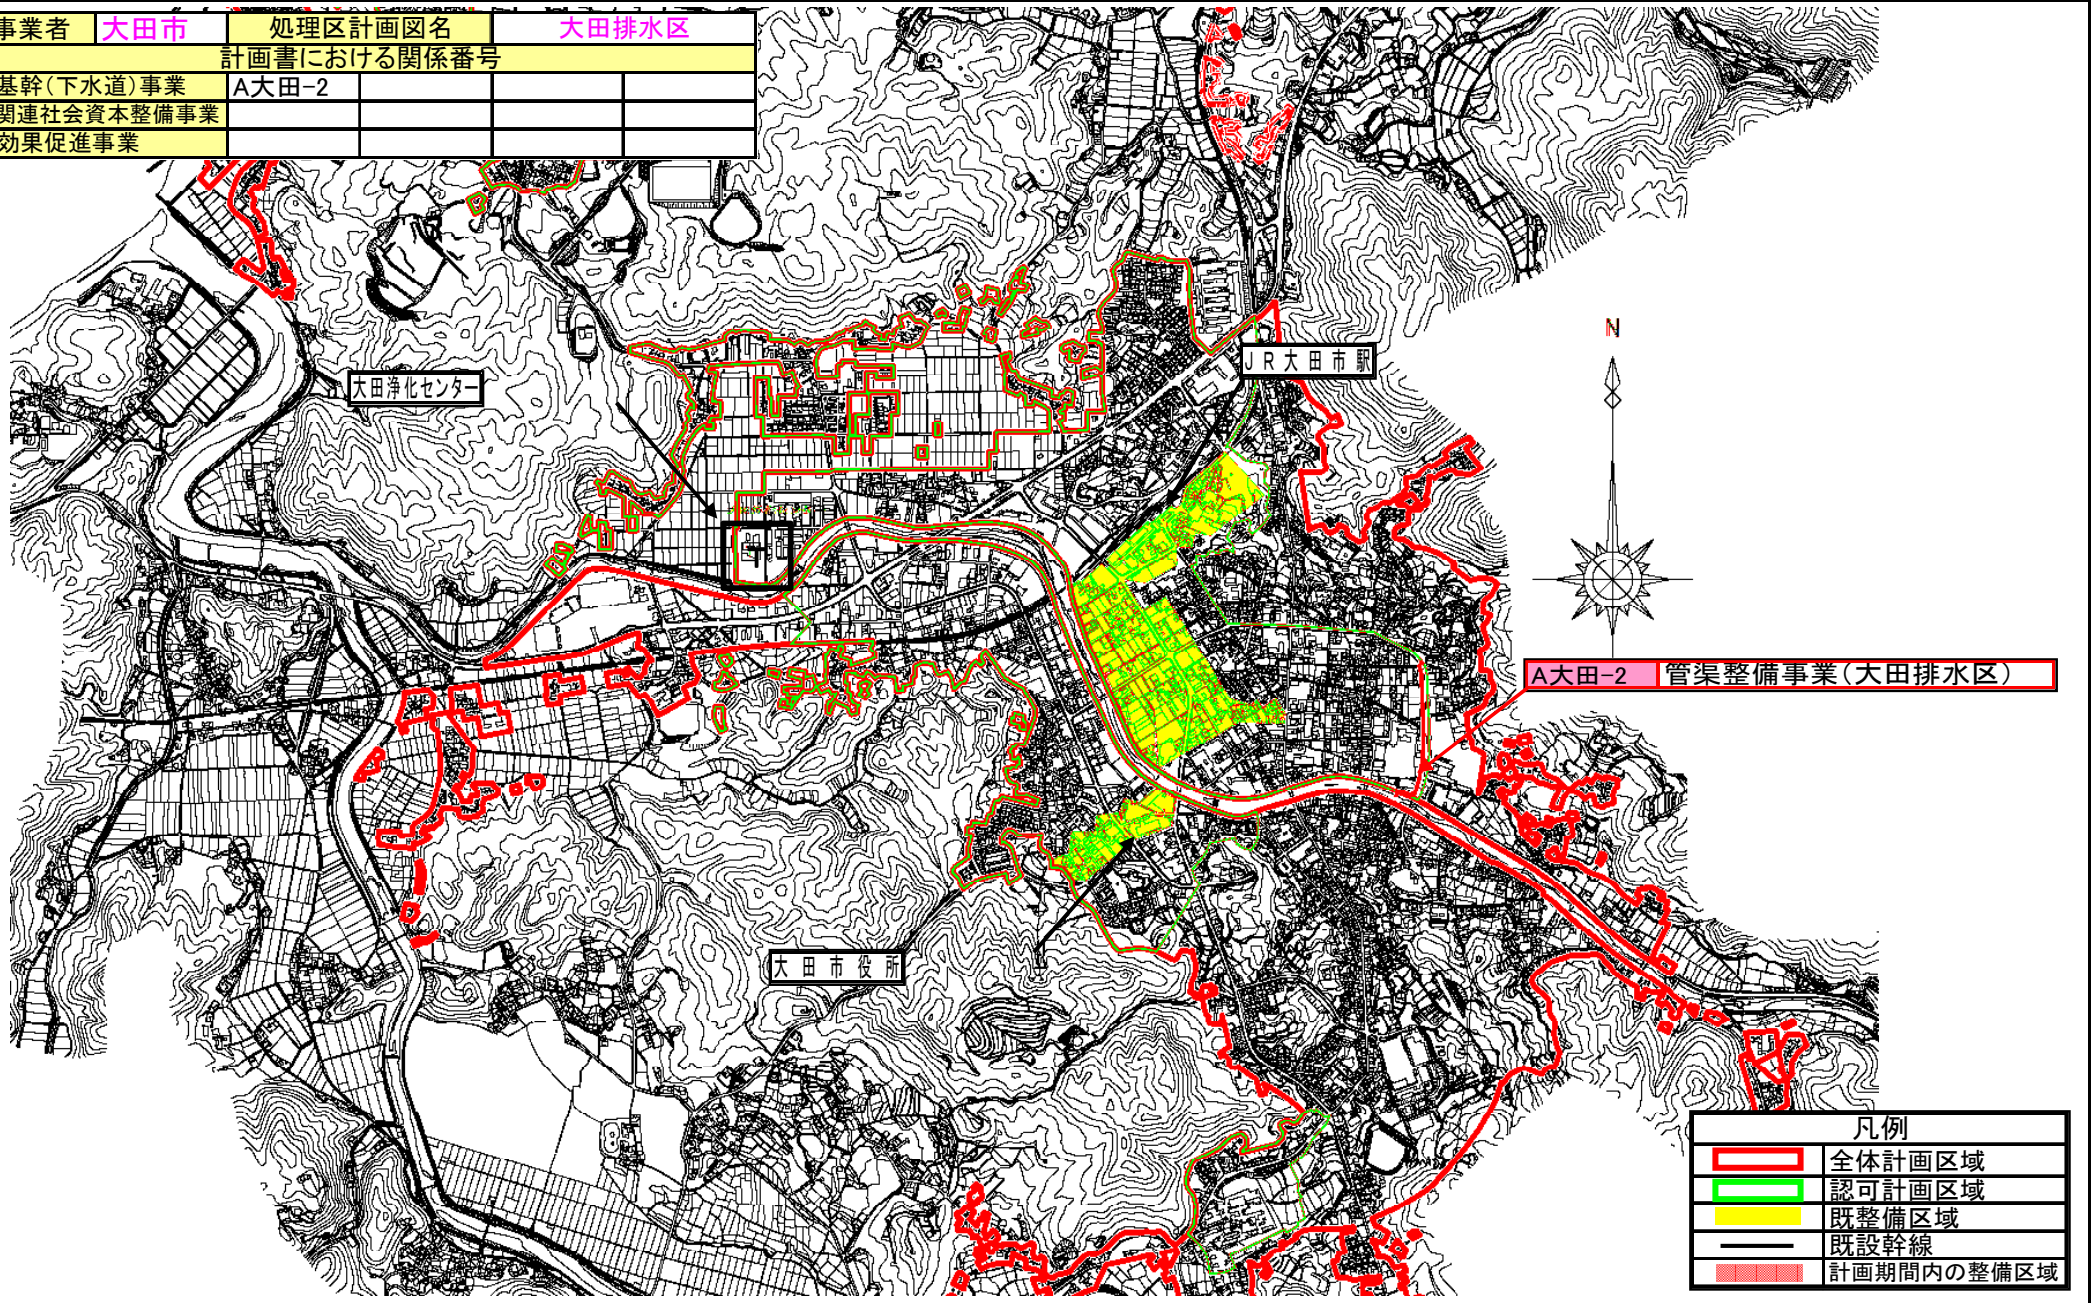 事業者 大田市 処理区計画図名 大田排水区
計画書における関係番号
基幹(下水道)事業 A大田-2
関連社会資本整備事業
効果促進事業
N
JR大田市駅
大田浄化センター
T
A大田-2 管渠整備事業(大田排水区)
大田市役所
凡例
全体計画区域
認可計画区域
既整備区域
既設幹線
計画期間内の整備区域